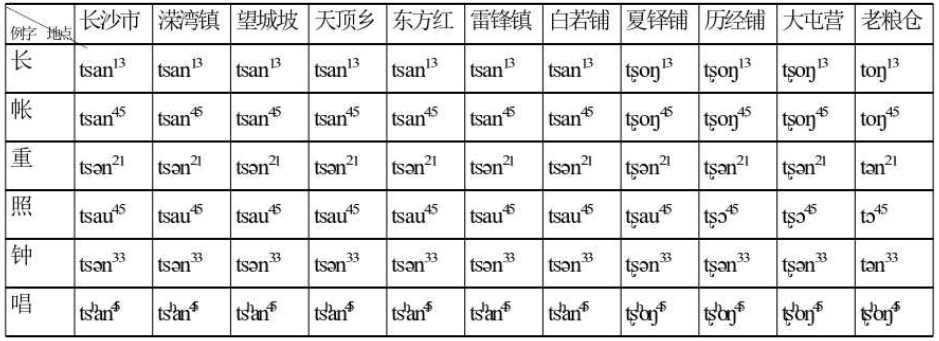 例字 地点 长沙市 溁湾镇 望城坡 天顶乡 东方红 雷锋镇 白若铺 夏铎铺 历经铺 大屯营 老粮仓
长 tsan¹³ tsan¹³ tsan¹³ tsan¹³ tsan¹³ tsan¹³ tsan¹³ tʂoŋ¹³ tʂoŋ¹³ tʂoŋ¹³ toŋ¹³
帐 tsan⁴⁵ tsan⁴⁵ tsan⁴⁵ tsan⁴⁵ tsan⁴⁵ tsan⁴⁵ tsan⁴⁵ tʂoŋ⁴⁵ tʂoŋ⁴⁵ tʂoŋ⁴⁵ toŋ⁴⁵
重 tsən²¹ tsən²¹ tsən²¹ tsən²¹ tsən²¹ tsən²¹ tsən²¹ tʂən²¹ tʂən²¹ tʂən²¹ tən²¹
照 tsau⁴⁵ tsau⁴⁵ tsau⁴⁵ tsau⁴⁵ tsau⁴⁵ tsau⁴⁵ tsau⁴⁵ tʂau⁴⁵ tʂɔ⁴⁵ tʂɔ⁴⁵ tɔ⁴⁵
钟 tsən³³ tsən³³ tsən³³ tsən³³ tsən³³ tsən³³ tsən³³ tʂən³³ tʂən³³ tʂən³³ tən³³
唱 tsʰan⁴⁵ tsʰan⁴⁵ tsʰan⁴⁵ tsʰan⁴⁵ tsʰan⁴⁵ tsʰan⁴⁵ tsʰan⁴⁵ tʂʰoŋ⁴⁵ tʂʰoŋ⁴⁵ tʂʰoŋ⁴⁵ tʂʰoŋ⁴⁵